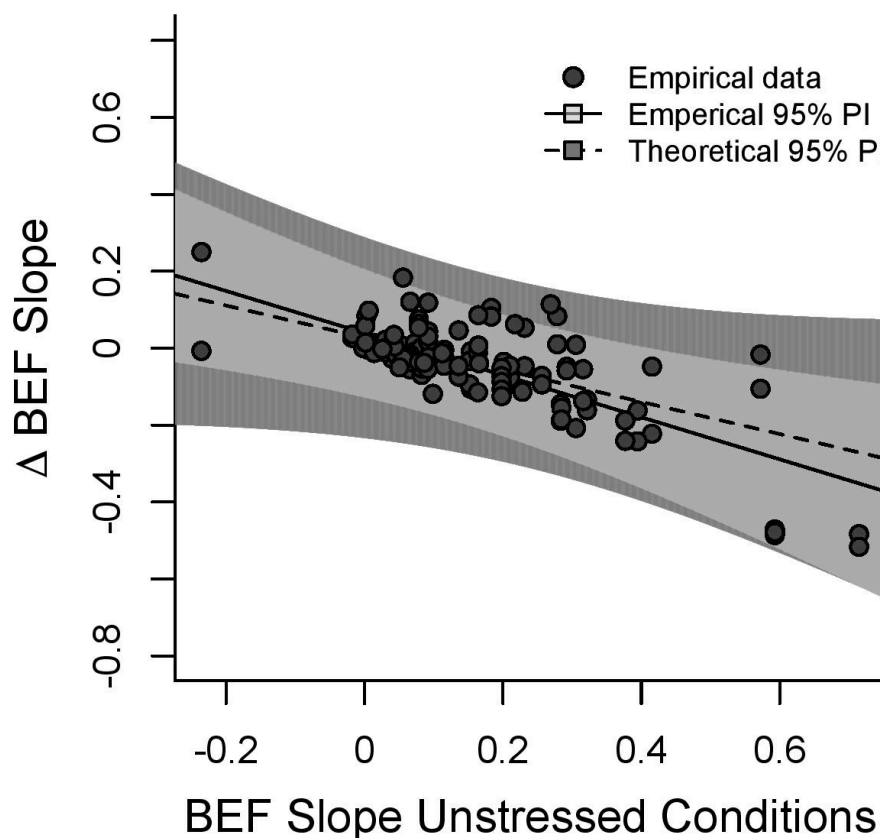 Empirical data
Emperical 95% PI
Theoretical 95% P
Δ BEF Slope
0.6
0.2
0
-0.4
-0.8
-0.2
0
0.2
0.4
0.6
BEF Slope Unstressed Conditions